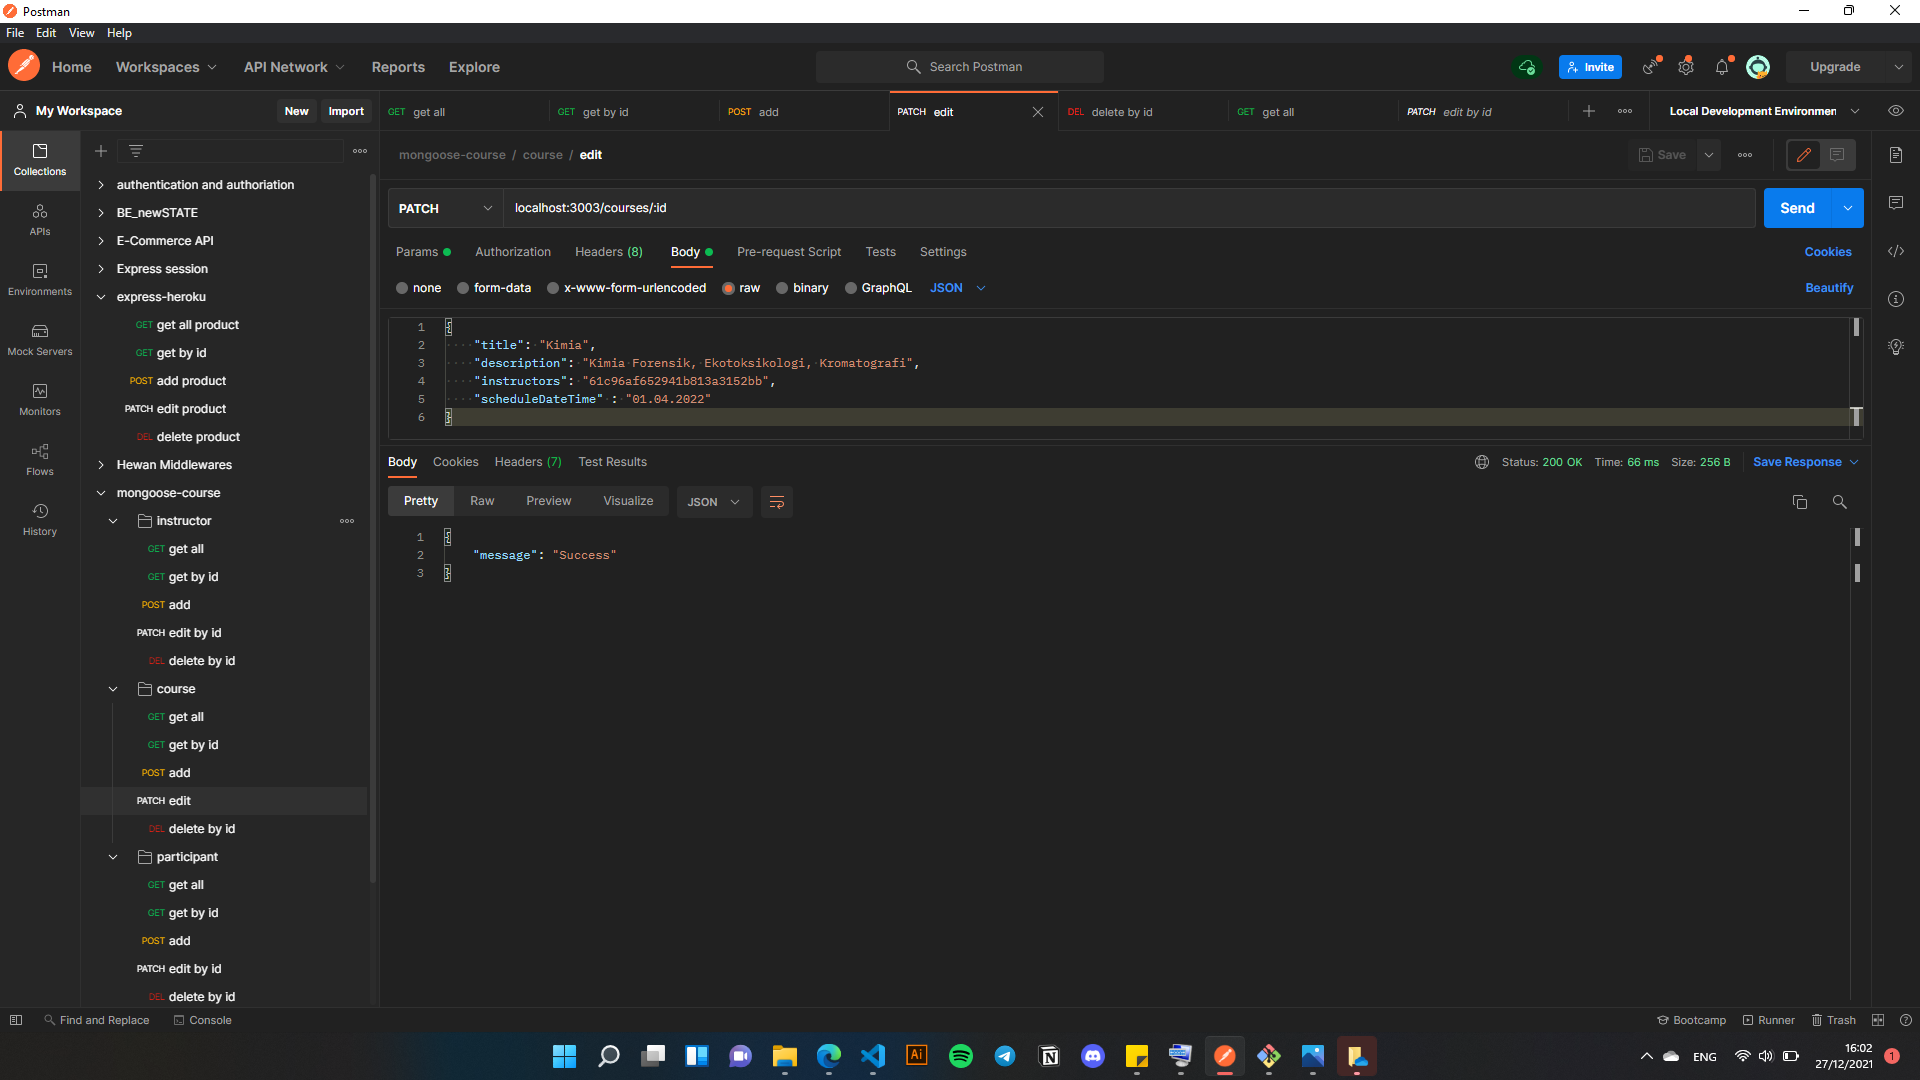 Postman
File Edit View Help
Home Workspaces API Network Reports Explore Search Postman Invite Upgrade
My Workspace New Import GET get all GET get by id POST add PATCH edit DEL delete by id GET get all PATCH edit by id Local Development Environmen
mongoose-course / course / edit Save
PATCH localhost:3003/courses/:id Send
Params Authorization Headers (8) Body Pre-request Script Tests Settings Cookies
none form-data x-www-form-urlencoded raw binary GraphQL JSON Beautify
1 {
2 "title": "Kimia",
3 "description": "Kimia Forensik, Ekotoksikologi, Kromatografi",
4 "instructors": "61c96af652941b813a3152bb",
5 "scheduleDateTime" : "01.04.2022"
6 }
Body Cookies Headers (7) Test Results Status: 200 OK Time: 66 ms Size: 256 B Save Response
Pretty Raw Preview Visualize JSON
1 {
2 "message": "Success"
3 }
Collections
APIs
Environments
Mock Servers
Monitors
Flows
History
authentication and authoriation
BE_newSTATE
E-Commerce API
Express session
express-heroku
GET get all product
GET get by id
POST add product
PATCH edit product
DEL delete product
Hewan Middlewares
mongoose-course
instructor
GET get all
GET get by id
POST add
PATCH edit by id
DEL delete by id
course
GET get all
GET get by id
POST add
PATCH edit
DEL delete by id
participant
GET get all
GET get by id
POST add
PATCH edit by id
DEL delete by id
Find and Replace Console Bootcamp Runner Trash
Ai
ENG
16:02
27/12/2021
1